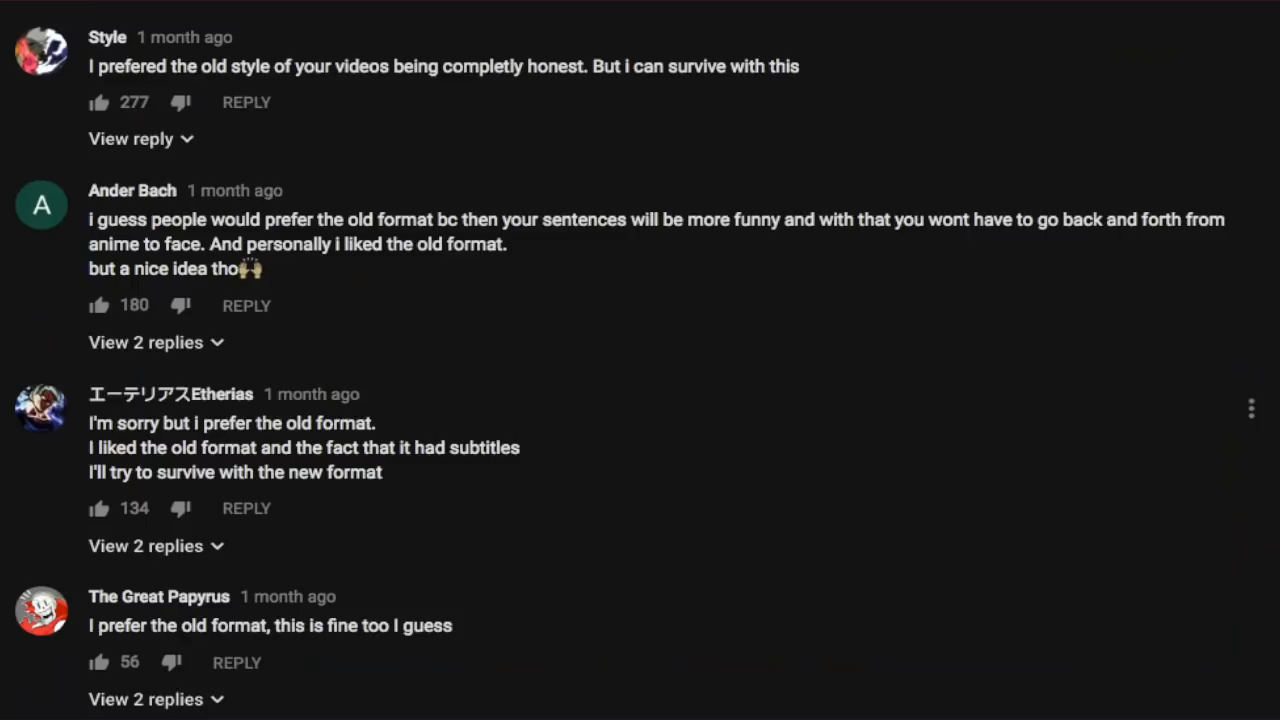 Style 1 month ago
I prefered the old style of your videos being completly honest. But i can survive with this
277 REPLY
View reply
A
Ander Bach 1 month ago
i guess people would prefer the old format bc then your sentences will be more funny and with that you wont have to go back and forth from
anime to face. And personally i liked the old format.
but a nice idea tho🙌🏼
180 REPLY
View 2 replies
エーテリアスEtherias 1 month ago
I'm sorry but i prefer the old format.
I liked the old format and the fact that it had subtitles
I'll try to survive with the new format
134 REPLY
View 2 replies
The Great Papyrus 1 month ago
I prefer the old format, this is fine too I guess
56 REPLY
View 2 replies